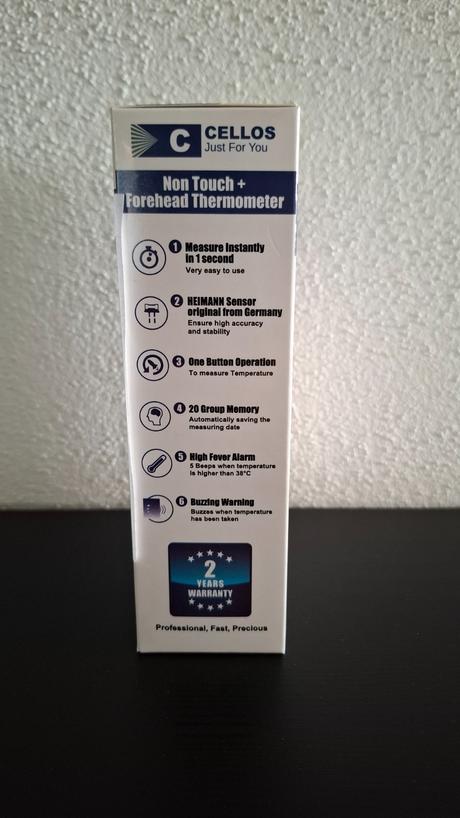 C CELLOS
Just For You
Non Touch +
Forehead Thermometer
1 Measure Instantly
in 1 second
Very easy to use
2 HEIMANN Sensor
original from Germany
Ensure high accuracy
and stability
3 One Button Operation
To measure Temperature
4 20 Group Memory
Automatically saving the
measuring date
5 High Fever Alarm
5 Beeps when temperature
is higher than 38°C
6 Buzzing Warning
Buzzes when temperature
has been taken
2
YEARS
WARRANTY
Professional, Fast, Precious